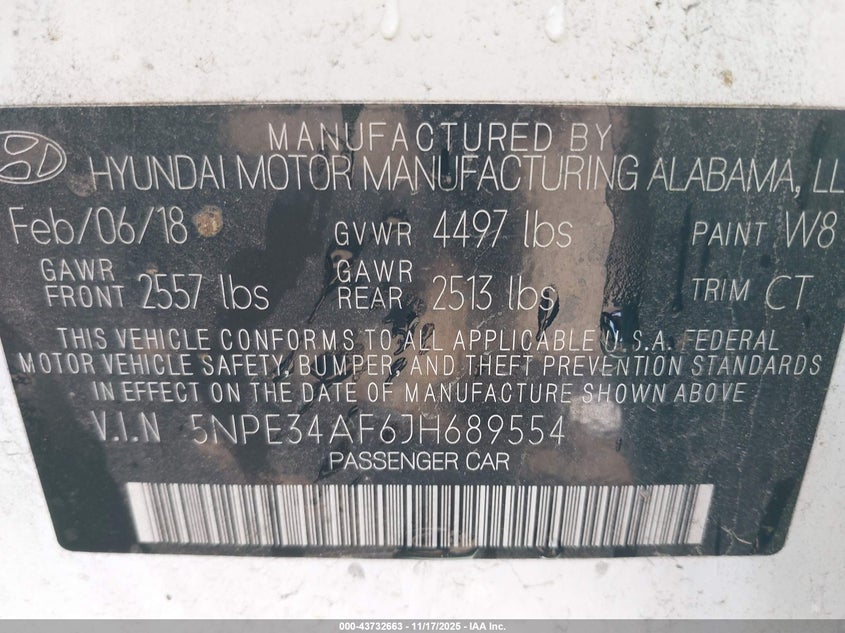 MANUFACTURED BY
HYUNDAI MOTOR MANUFACTURING ALABAMA, LL
Feb/06/18 GVWR 4497 lbs PAINT W8
GAWR FRONT 2557 lbs GAWR REAR 2513 lbs TRIM CT
THIS VEHICLE CONFORMS TO ALL APPLICABLE U.S.A. FEDERAL
MOTOR VEHICLE SAFETY, BUMPER, AND THEFT PREVENTION STANDARDS
IN EFFECT ON THE DATE OF MANUFACTURE SHOWN ABOVE
V.I.N 5NPE34AF6JH689554
PASSENGER CAR
000-43732663 - 11/17/2025 - IAA Inc.